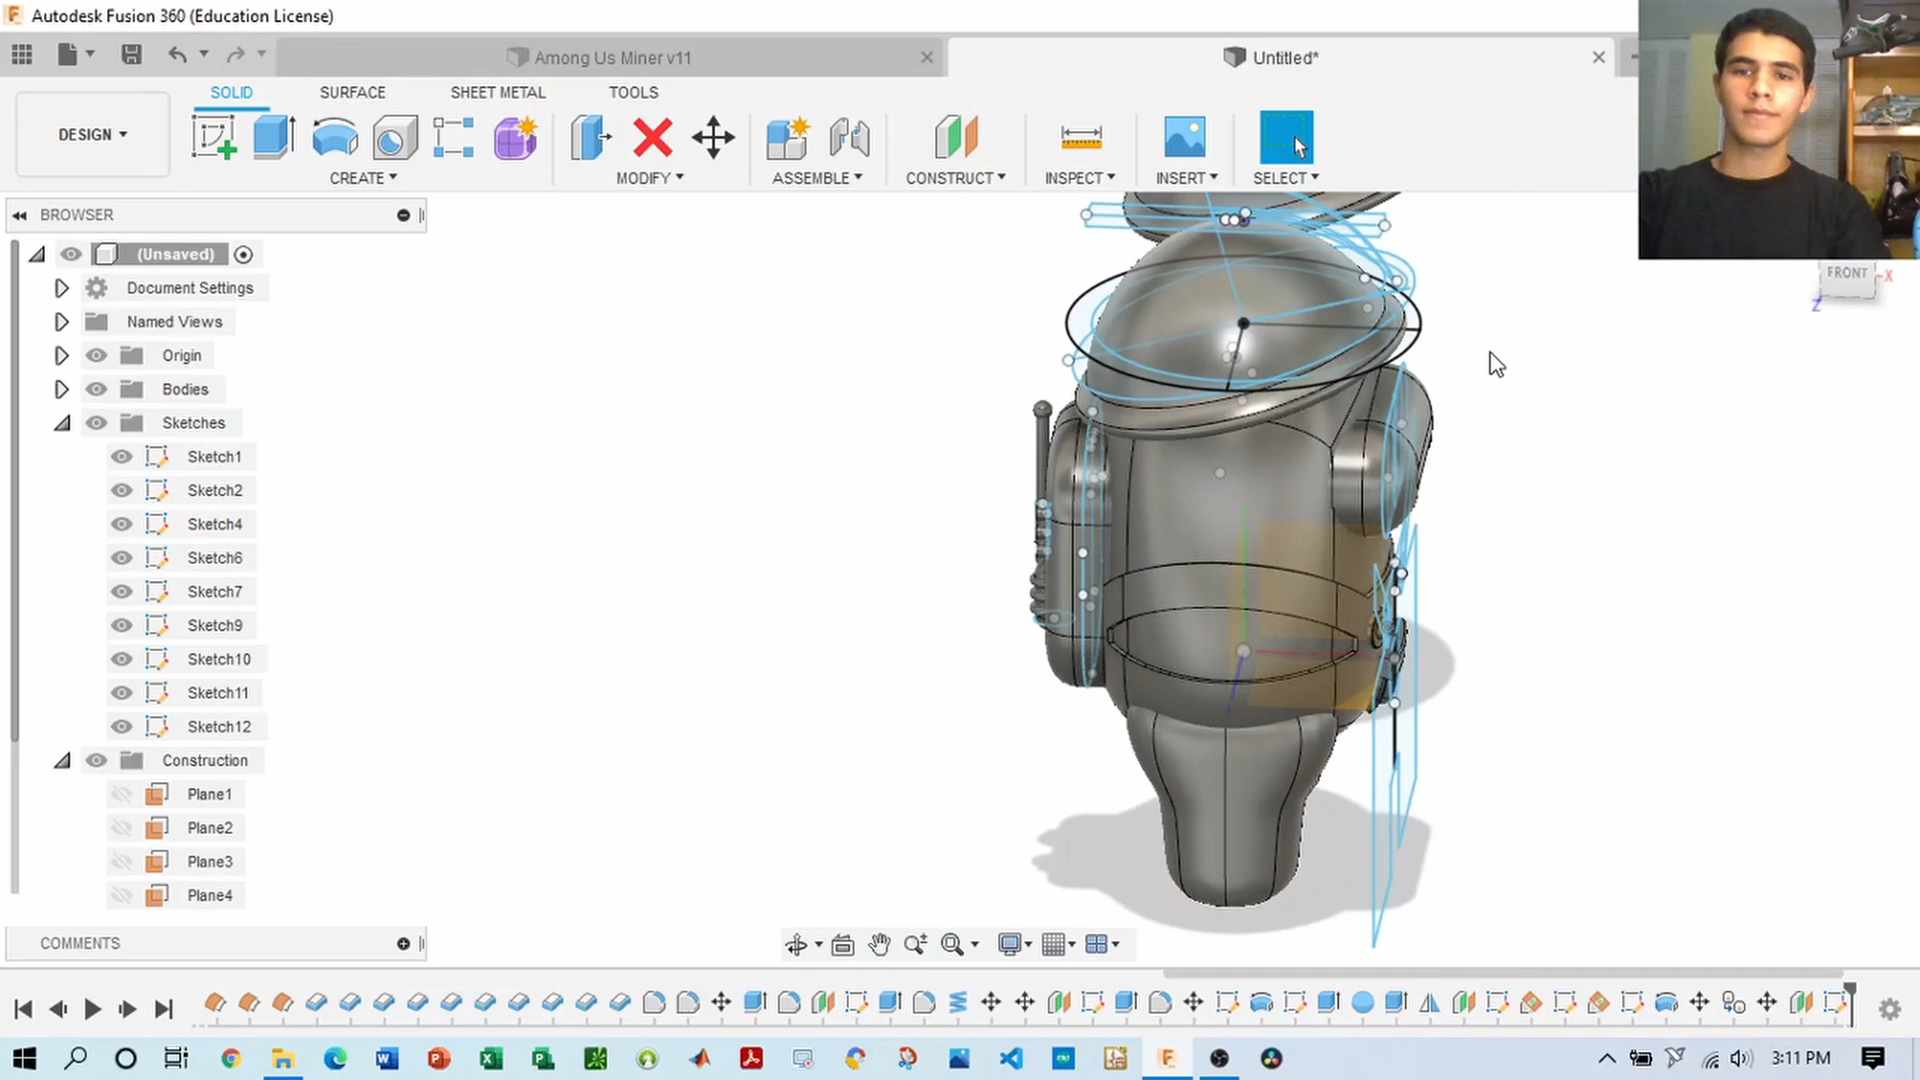 Autodesk Fusion 360 (Education License)
Among Us Miner v11
Untitled*
SOLID
SURFACE
SHEET METAL
TOOLS
DESIGN
CREATE
MODIFY
ASSEMBLE
CONSTRUCT
INSPECT
INSERT
SELECT
BROWSER
(Unsaved)
Document Settings
Named Views
Origin
Bodies
Sketches
Sketch1
Sketch2
Sketch4
Sketch6
Sketch7
Sketch9
Sketch10
Sketch11
Sketch12
Construction
Plane1
Plane2
Plane3
Plane4
FRONT
-X
Z
COMMENTS
3:11 PM